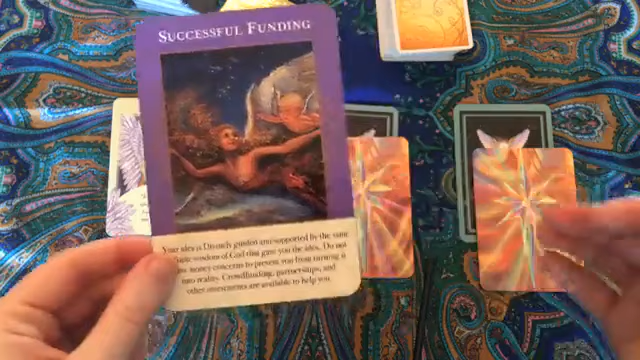 SUCCESSFUL FUNDING
Your idea is Divinely guided and supported by the same
infinite wisdom of God that gave you the idea. Do not
allow money concerns to prevent you from turning it
into reality. Crowdfunding, partnerships, and
other investments are available to help you.